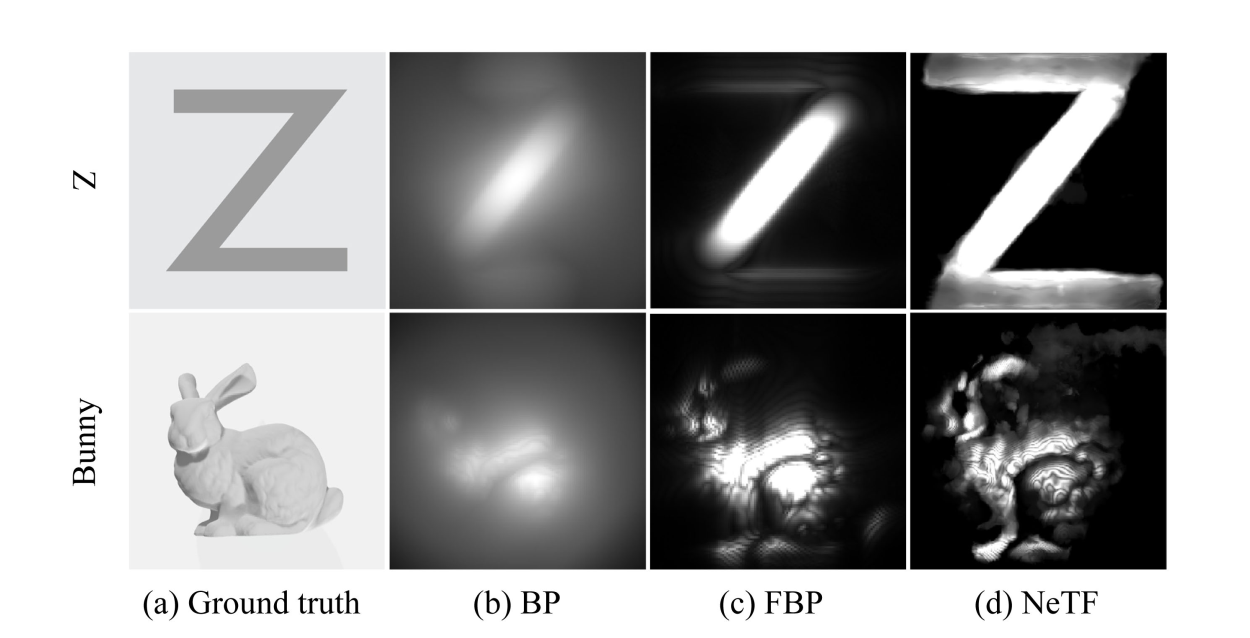 Z
Bunny
(a) Ground truth
(b) BP
(c) FBP
(d) NeTF